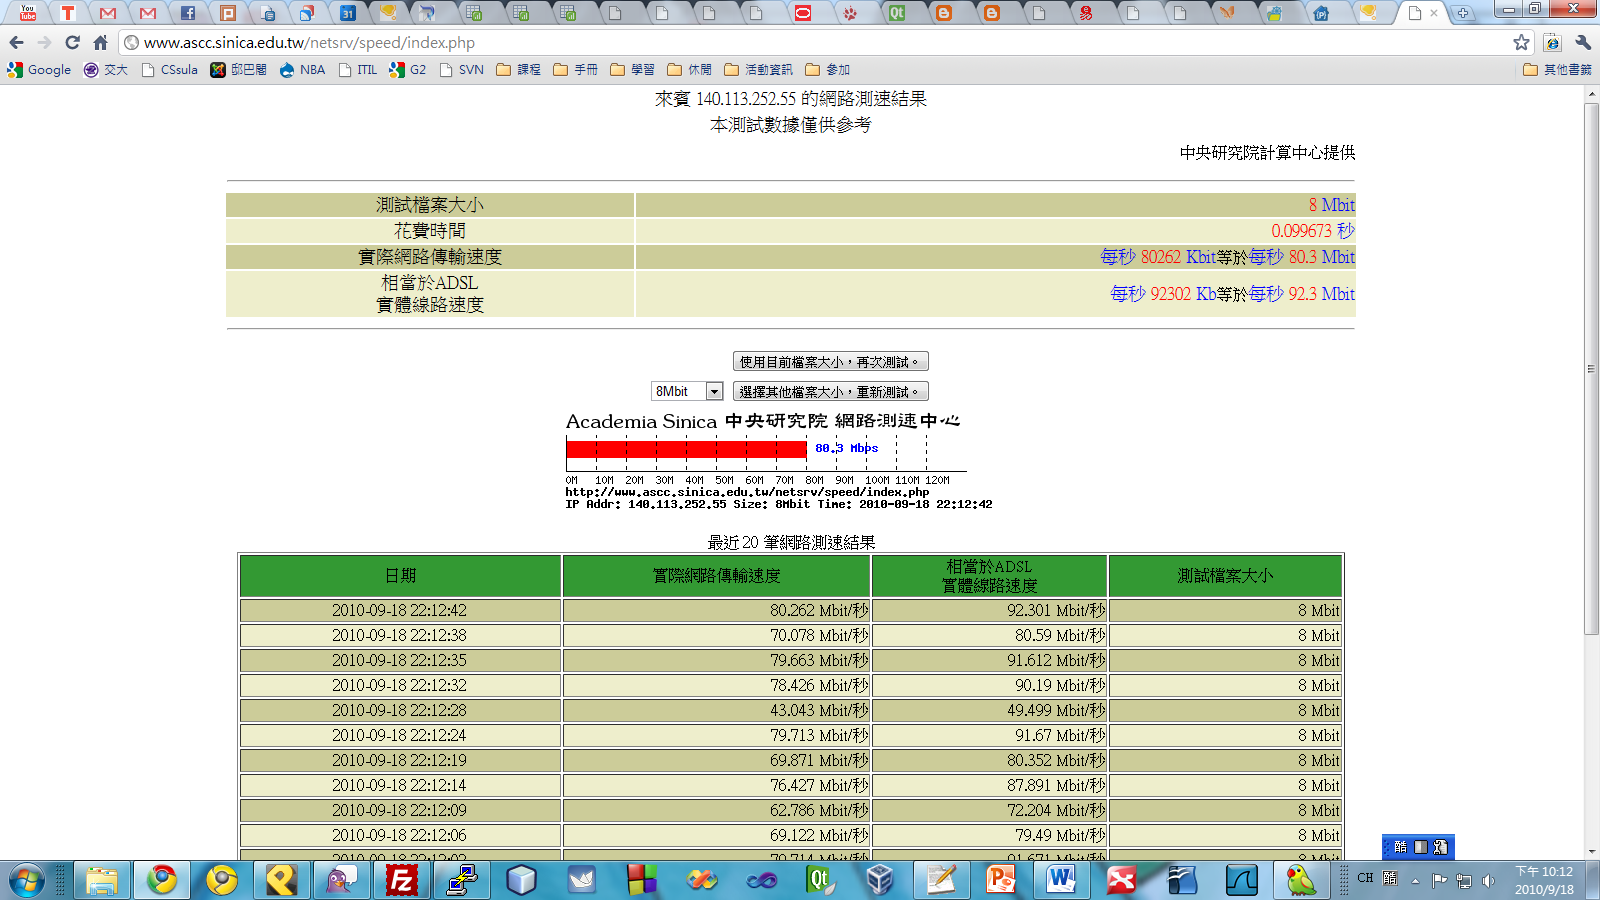 www.ascc.sinica.edu.tw/netsrv/speed/index.php
Google 交大 CSsula 邸巴閣 NBA ITIL G2 SVN 課程 手冊 學習 休閒 活動資訊 參加 其他書籤
來賓 140.113.252.55 的網路測速結果
本測試數據僅供參考
中央研究院計算中心提供
測試檔案大小 8 Mbit
花費時間 0.099673 秒
實際網路傳輸速度 每秒 80262 Kbit等於每秒 80.3 Mbit
相當於ADSL
實體線路速度 每秒 92302 Kb等於每秒 92.3 Mbit
使用目前檔案大小，再次測試。
8Mbit 選擇其他檔案大小，重新測試。
Academia Sinica 中央研究院 網路測速中心
80.3 Mbps
0M 10M 20M 30M 40M 50M 60M 70M 80M 90M 100M 110M 120M
http://www.ascc.sinica.edu.tw/netsrv/speed/index.php
IP Addr: 140.113.252.55 Size: 8Mbit Time: 2010-09-18 22:12:42
最近 20 筆網路測速結果
日期 實際網路傳輸速度 相當於ADSL 實體線路速度 測試檔案大小
2010-09-18 22:12:42 80.262 Mbit/秒 92.301 Mbit/秒 8 Mbit
2010-09-18 22:12:38 70.078 Mbit/秒 80.59 Mbit/秒 8 Mbit
2010-09-18 22:12:35 79.663 Mbit/秒 91.612 Mbit/秒 8 Mbit
2010-09-18 22:12:32 78.426 Mbit/秒 90.19 Mbit/秒 8 Mbit
2010-09-18 22:12:28 43.043 Mbit/秒 49.499 Mbit/秒 8 Mbit
2010-09-18 22:12:24 79.713 Mbit/秒 91.67 Mbit/秒 8 Mbit
2010-09-18 22:12:19 69.871 Mbit/秒 80.352 Mbit/秒 8 Mbit
2010-09-18 22:12:14 76.427 Mbit/秒 87.891 Mbit/秒 8 Mbit
2010-09-18 22:12:09 62.786 Mbit/秒 72.204 Mbit/秒 8 Mbit
2010-09-18 22:12:06 69.122 Mbit/秒 79.49 Mbit/秒 8 Mbit
酷
CH 酷 下午 10:12
2010/9/18